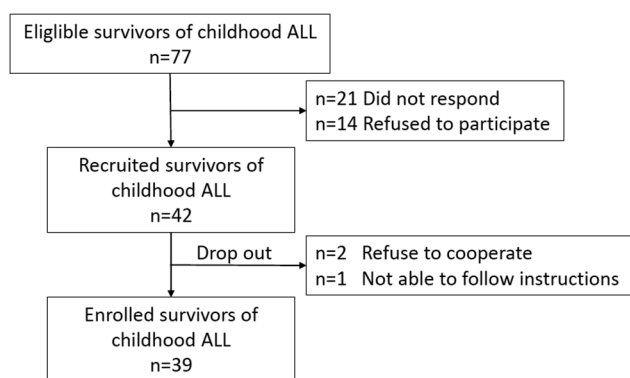 Eliglible survivors of childhood ALL
n=77
n=21 Did not respond
n=14 Refused to participate
Recruited survivors of
childhood ALL
n=42
Drop out
n=2 Refuse to cooperate
n=1 Not able to follow instructions
Enrolled survivors of
childhood ALL
n=39